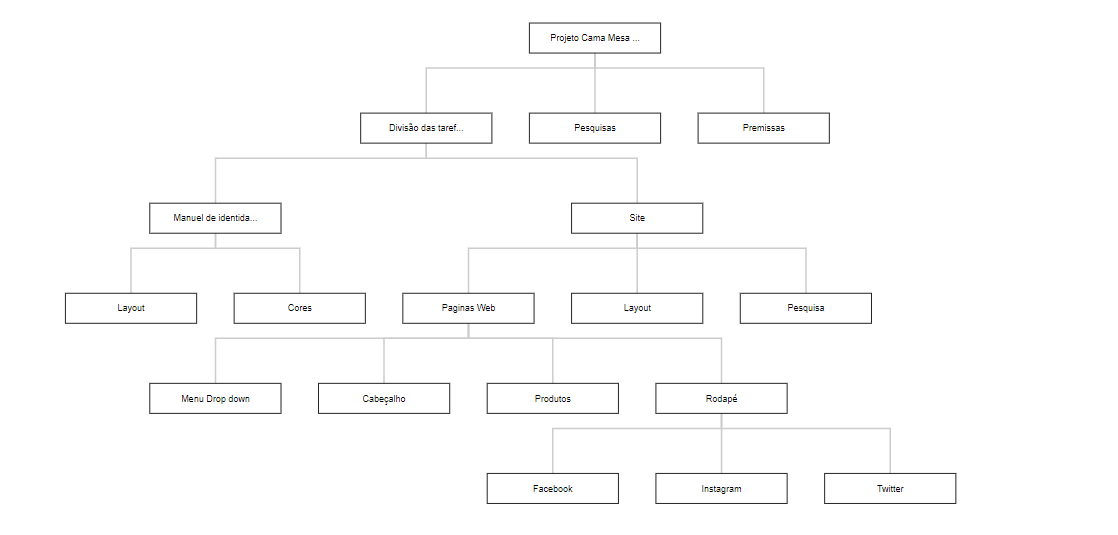 Projeto Cama Mesa ...
Divisão das taref...
Pesquisas
Premissas
Manuel de identida...
Site
Layout
Cores
Paginas Web
Layout
Pesquisa
Menu Drop down
Cabeçalho
Produtos
Rodapé
Facebook
Instagram
Twitter